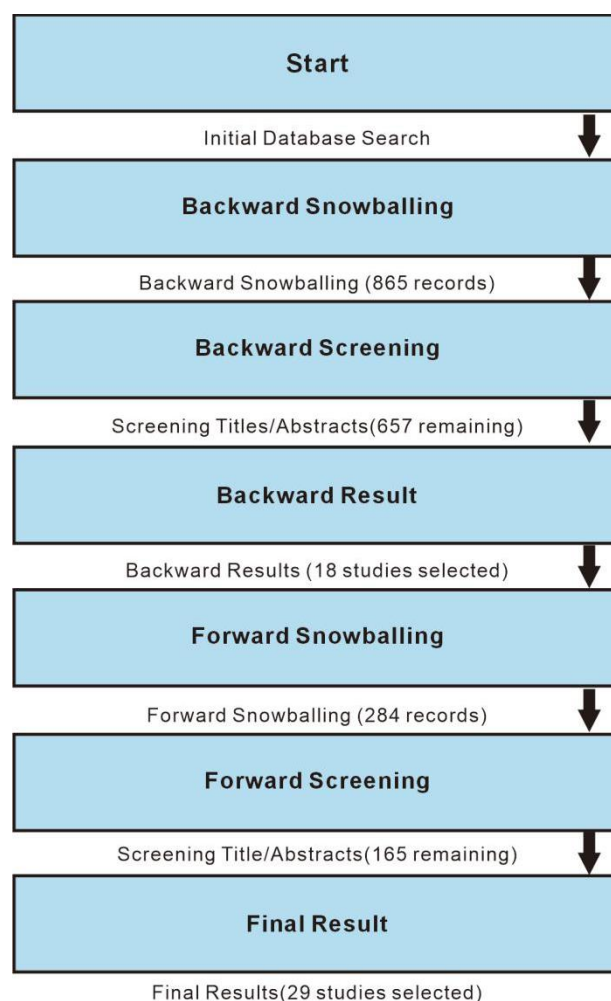 Start
Initial Database Search
Backward Snowballing
Backward Snowballing (865 records)
Backward Screening
Screening Titles/Abstracts(657 remaining)
Backward Result
Backward Results (18 studies selected)
Forward Snowballing
Forward Snowballing (284 records)
Forward Screening
Screening Title/Abstracts(165 remaining)
Final Result
Final Results(29 studies selected)